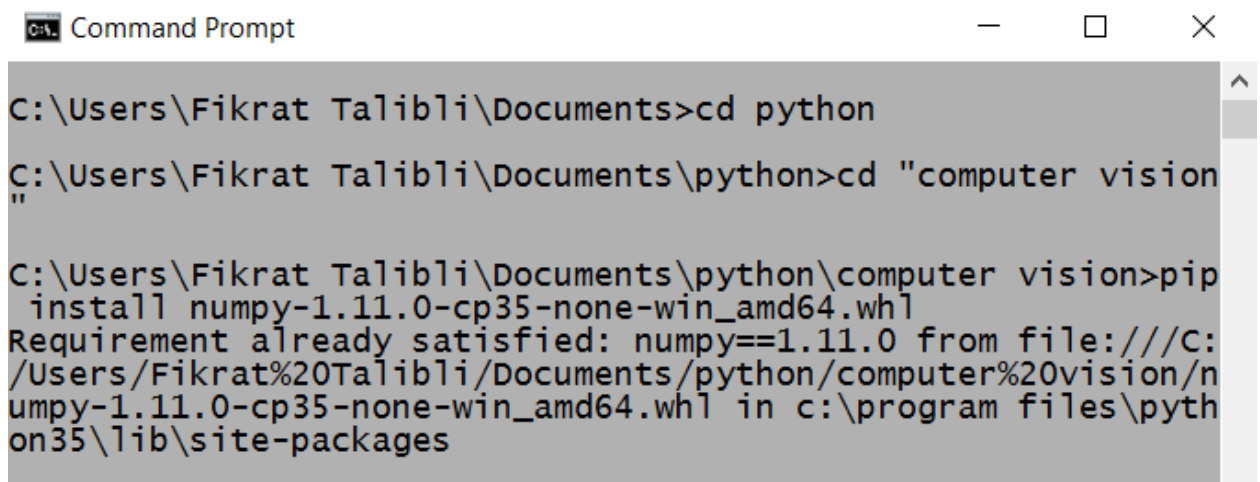 Command Prompt
C:\Users\Fikrat Talibli\Documents>cd python
C:\Users\Fikrat Talibli\Documents\python>cd "computer vision
"
C:\Users\Fikrat Talibli\Documents\python\computer vision>pip
 install numpy-1.11.0-cp35-none-win_amd64.whl
Requirement already satisfied: numpy==1.11.0 from file:///C:
/Users/Fikrat%20Talibli/Documents/python/computer%20vision/n
umpy-1.11.0-cp35-none-win_amd64.whl in c:\program files\pyth
on35\lib\site-packages